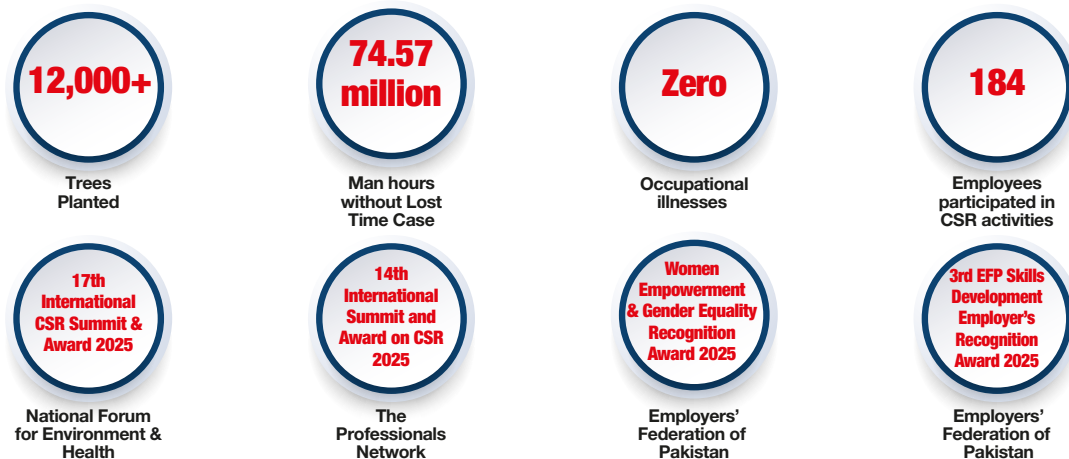 12,000+
Trees
Planted
74.57
million
Man hours
without Lost
Time Case
Zero
Occupational
illnesses
184
Employees
participated in
CSR activities
17th
International
CSR Summit &
Award 2025
National Forum
for Environment &
Health
14th
International
Summit and
Award on CSR
2025
The
Professionals
Network
Women
Empowerment
& Gender Equality
Recognition
Award 2025
Employers’
Federation of
Pakistan
3rd EFP Skills
Development
Employer’s
Recognition
Award 2025
Employers’
Federation of
Pakistan